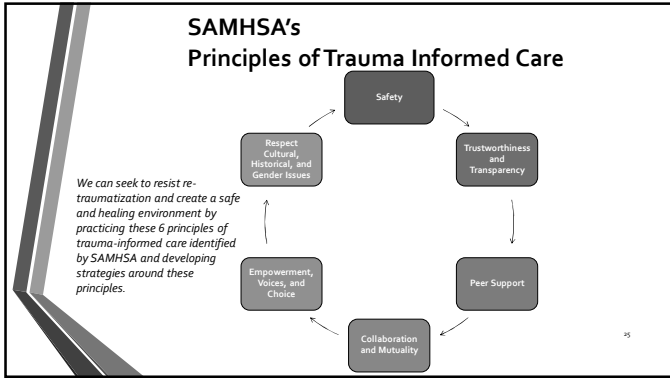 SAMHSA's
Principles of Trauma Informed Care
Safety
Trustworthiness
and
Transparency
Peer Support
Collaboration
and Mutuality
Empowerment,
Voices, and
Choice
Respect
Cultural,
Historical, and
Gender Issues
We can seek to resist re-
traumatization and create a safe
and healing environment by
practicing these 6 principles of
trauma-informed care identified
by SAMHSA and developing
strategies around these
principles.
25